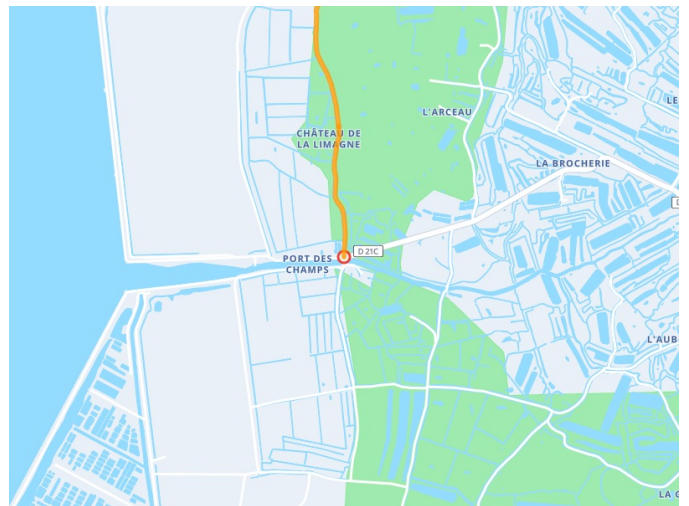 L'ARCEAU
CHÂTEAU DE
LA LIMAGNE
LA BROCHERIE
D 21C
PORT DES
CHAMPS